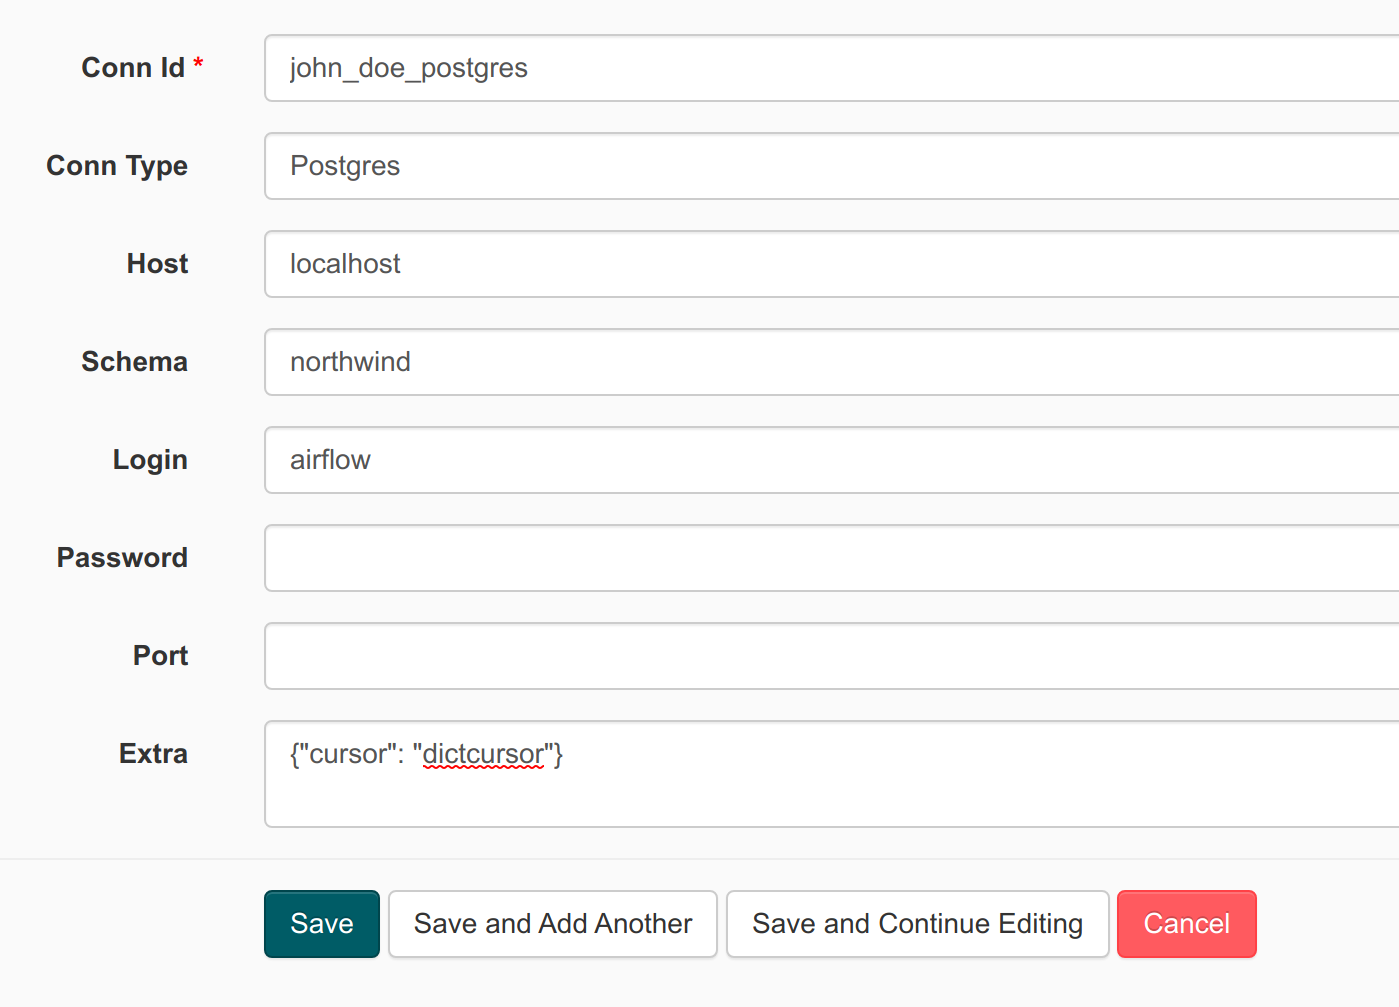 Conn Id * john_doe_postgres
Conn Type Postgres
Host localhost
Schema northwind
Login airflow
Password
Port
Extra {"cursor": "dictcursor"}
Save Save and Add Another Save and Continue Editing Cancel